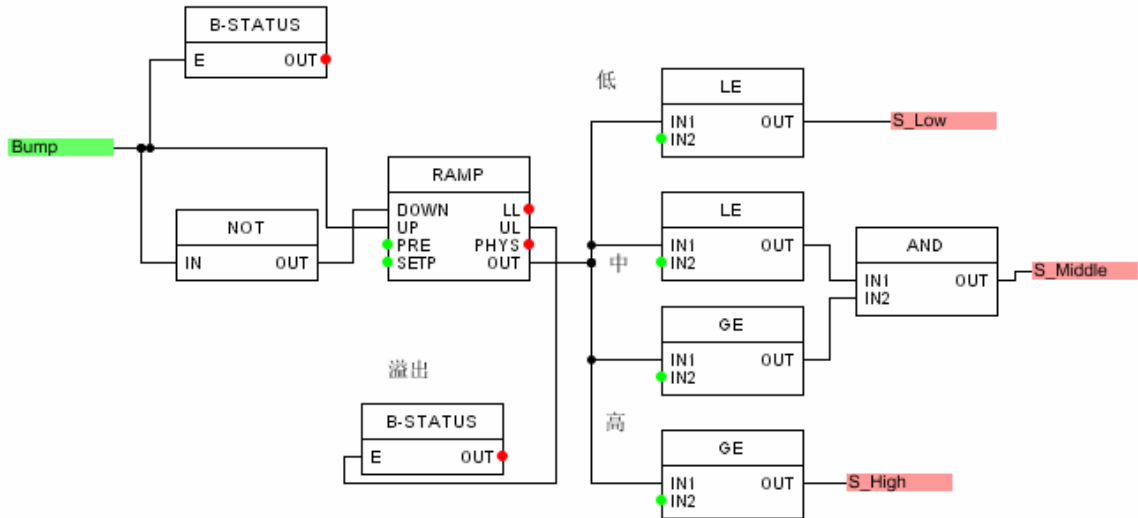 B-STATUS
E OUT
Bump
NOT
IN OUT
RAMP
DOWN LL
UP UL
PRE PHYS
SETP OUT
溢出
B-STATUS
E OUT
低
LE
IN1 OUT
IN2
S_Low
中
LE
IN1 OUT
IN2
GE
IN1 OUT
IN2
AND
IN1 OUT
IN2
S_Middle
高
GE
IN1 OUT
IN2
S_High